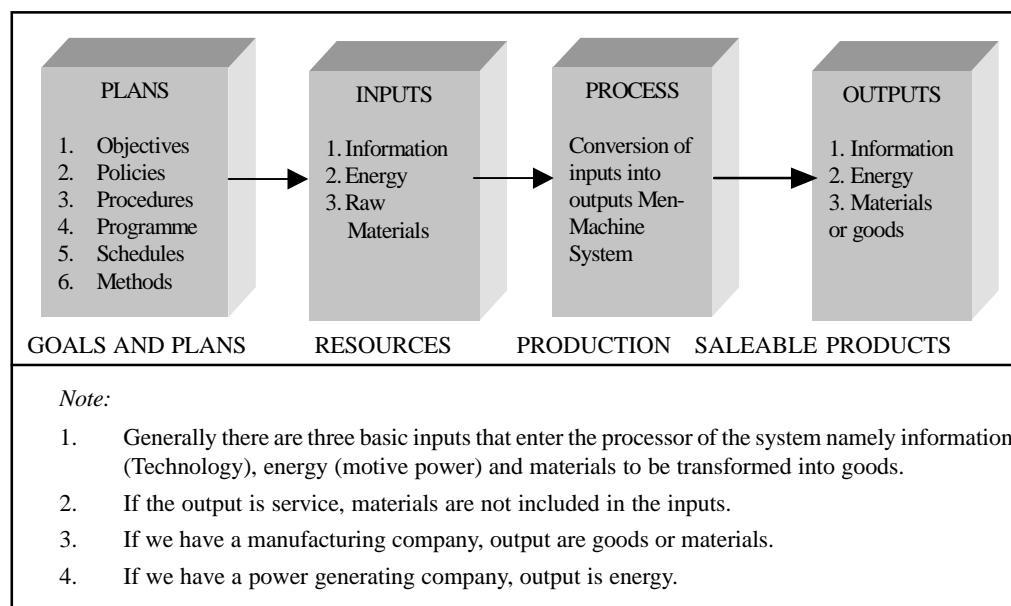 PLANS
1. Objectives
2. Policies
3. Procedures
4. Programme
5. Schedules
6. Methods
INPUTS
1. Information
2. Energy
3. Raw
Materials
PROCESS
Conversion of
inputs into
outputs Men-
Machine
System
OUTPUTS
1. Information
2. Energy
3. Materials
or goods
GOALS AND PLANS
RESOURCES
PRODUCTION
SALEABLE PRODUCTS
Note:
1. Generally there are three basic inputs that enter the processor of the system namely information
(Technology), energy (motive power) and materials to be transformed into goods.
2. If the output is service, materials are not included in the inputs.
3. If we have a manufacturing company, output are goods or materials.
4. If we have a power generating company, output is energy.